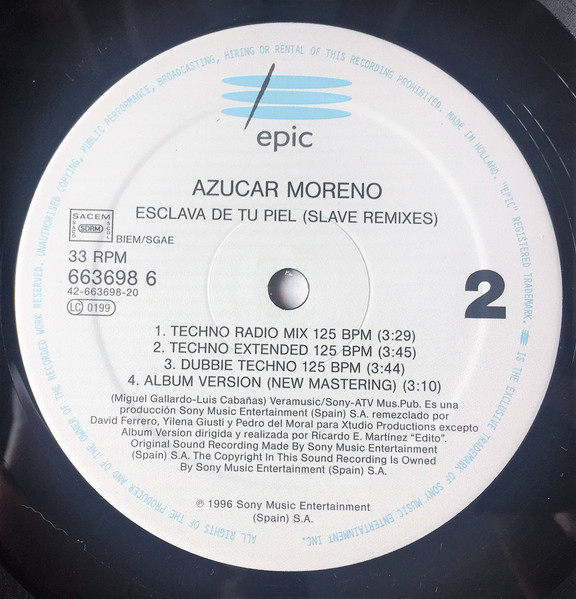 epic
AZUCAR MORENO
ESCLAVA DE TU PIEL (SLAVE REMIXES)
SACEM
SACD
SDRM
SGDL
BIEM/SGAE
33 RPM
663698 6
42-663698-20
LC 0199
2
1. TECHNO RADIO MIX 125 BPM (3:29)
2. TECHNO EXTENDED 125 BPM (3:45)
3. DUBBIE TECHNO 125 BPM (3:44)
4. ALBUM VERSION (NEW MASTERING) (3:10)
(Miguel Gallardo-Luis Cabañas) Veramusic/Sony-ATV Mus.Pub. Es una
producción Sony Music Entertainment (Spain) S.A. remezclado por
David Ferrero, Yilena Giusti y Pedro del Moral para Xtudio Productions excepto
Album Version dirigida y realizada por Ricardo E. Martinez "Edito".
Original Sound Recording Made By Sony Music Entertainment
(Spain) S.A. The Copyright In This Sound Recording Is Owned
By Sony Music Entertainment (Spain) S.A.
℗ 1996 Sony Music Entertainment
(Spain) S.A.
ALL RIGHTS OF THE PRODUCER AND OF THE OWNER OF THE RECORDED WORK RESERVED. UNAUTHORISED COPYING, PUBLIC PERFORMANCE, BROADCASTING, HIRING OR RENTAL OF THIS RECORDING PROHIBITED. MADE IN HOLLAND. "EPIC" REGISTERED TRADEMARK. IS THE EXCLUSIVE TRADEMARK OF SONY MUSIC ENTERTAINMENT INC.